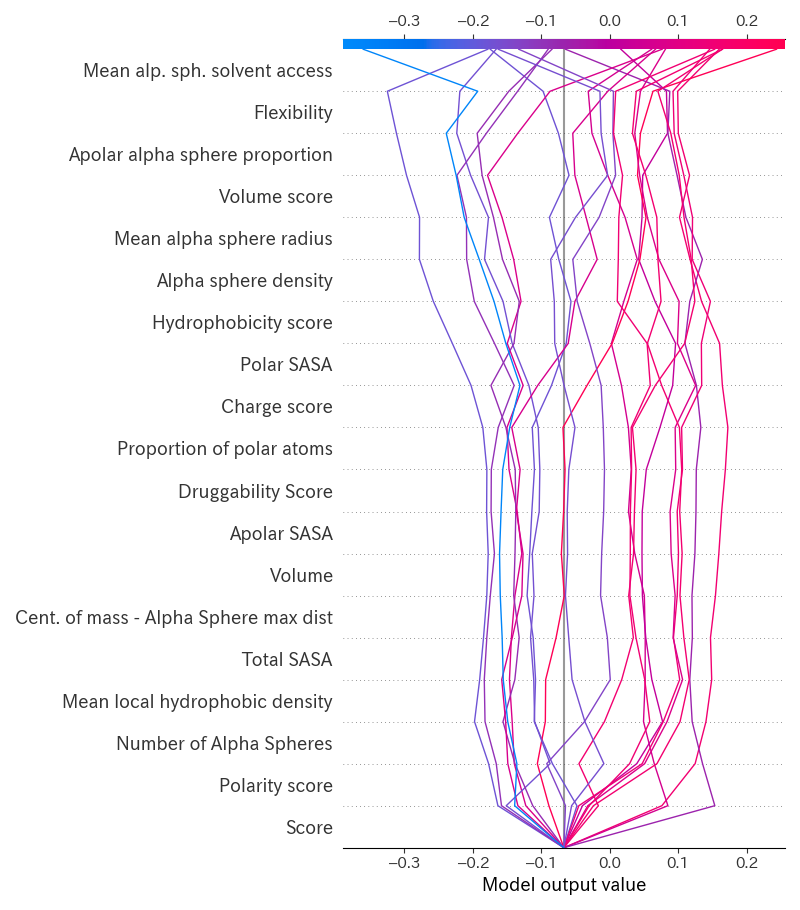 −0.3 −0.2 −0.1 0.0 0.1 0.2
Mean alp. sph. solvent access
Flexibility
Apolar alpha sphere proportion
Volume score
Mean alpha sphere radius
Alpha sphere density
Hydrophobicity score
Polar SASA
Charge score
Proportion of polar atoms
Druggability Score
Apolar SASA
Volume
Cent. of mass - Alpha Sphere max dist
Total SASA
Mean local hydrophobic density
Number of Alpha Spheres
Polarity score
Score
−0.3 −0.2 −0.1 0.0 0.1 0.2
Model output value